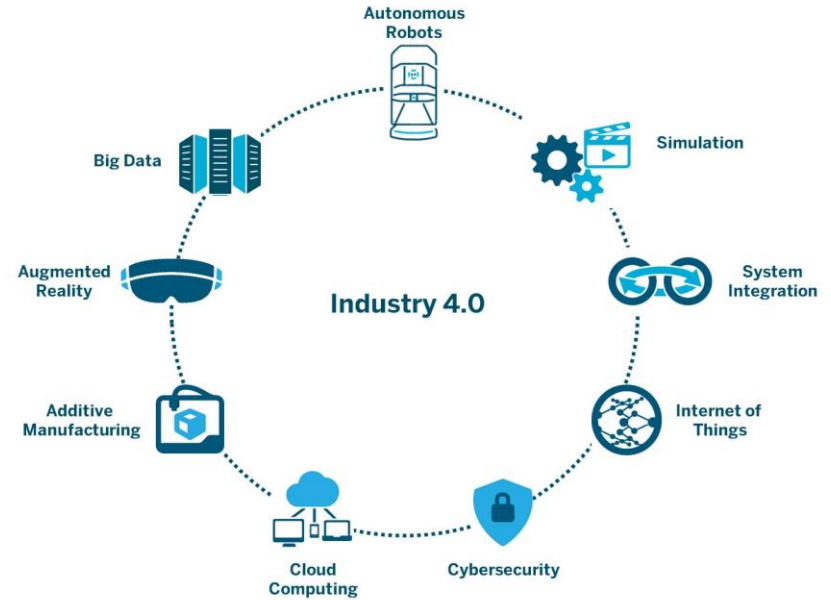 Autonomous
Robots
Simulation
Big Data
Augmented
Reality
System
Integration
Industry 4.0
Additive
Manufacturing
Internet of
Things
Cloud
Computing
Cybersecurity